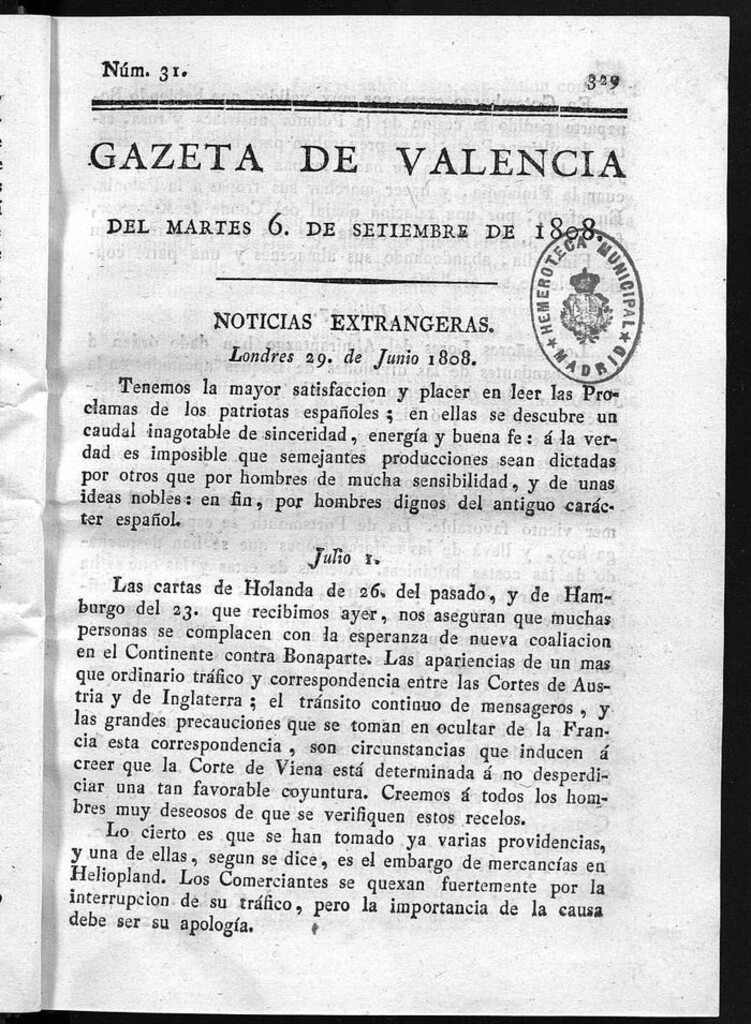 Núm. 31.
329
GAZETA DE VALENCIA
DEL MARTES 6. DE SETIEMBRE DE 1808.
HEMEROTECA MUNICIPAL
★ MADRID ★
NOTICIAS EXTRANGERAS.
Londres 29. de Junio 1808.
Tenemos la mayor satisfaccion y placer en leer las Pro-
clamas de los patriotas españoles ; en ellas se descubre un
caudal inagotable de sinceridad, energía y buena fe : á la ver-
dad es imposible que semejantes producciones sean dictadas
por otros que por hombres de mucha sensibilidad, y de unas
ideas nobles : en fin, por hombres dignos del antiguo carác-
ter español.
Julio 1.
Las cartas de Holanda de 26. del pasado, y de Ham-
burgo del 23. que recibimos ayer, nos aseguran que muchas
personas se complacen con la esperanza de nueva coaliacion
en el Continente contra Bonaparte. Las apariencias de un mas
que ordinario tráfico y correspondencia entre las Cortes de Aus-
tria y de Inglaterra ; el tránsito continuo de mensageros, y
las grandes precauciones que se toman en ocultar de la Fran-
cia esta correspondencia, son circunstancias que inducen á
creer que la Corte de Viena está determinada á no desperdi-
ciar una tan favorable coyuntura. Creemos á todos los hom-
bres muy deseosos de que se verifiquen estos recelos.
Lo cierto es que se han tomado ya varias providencias,
y una de ellas, segun se dice, es el embargo de mercancías en
Heliopland. Los Comerciantes se quexan fuertemente por la
interrupcion de su tráfico, pero la importancia de la causa
debe ser su apología.